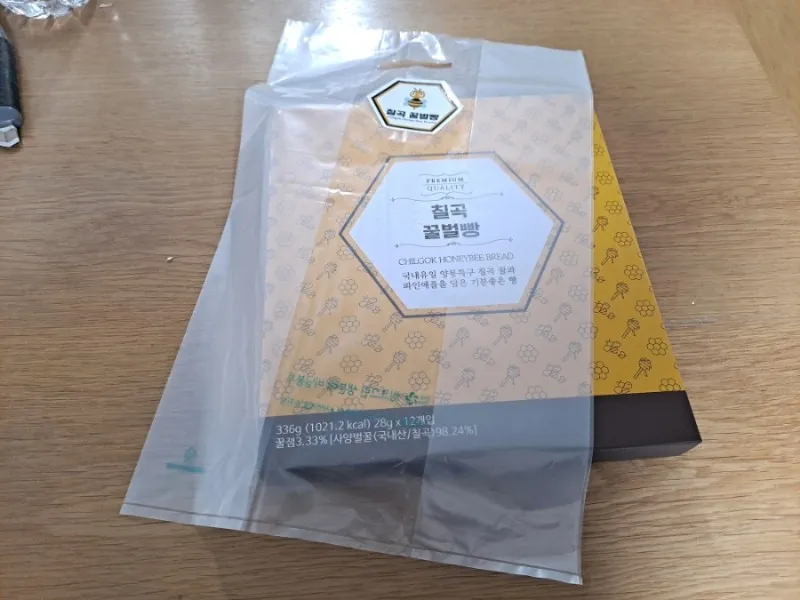 칠곡 꿀벌빵
PREMIUM
QUALITY
칠곡
꿀벌빵
CHILGOK HONEYBEE BREAD
국내유일 양봉특구 칠곡 꿀과
파인애플을 담은 기분좋은 빵
336g (1021.2 kcal) 28g x 12개입
꿀잼3.33% [사양벌꿀(국내산/칠곡)98.24%]